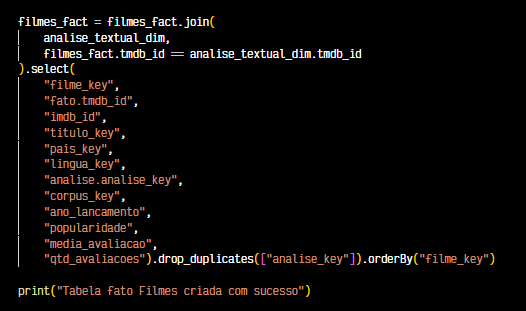 filmes_fact = filmes_fact.join(
    analise_textual_dim,
    filmes_fact.tmdb_id == analise_textual_dim.tmdb_id
).select(
    "filme_key",
    "fato.tmdb_id",
    "imdb_id",
    "titulo_key",
    "pais_key",
    "lingua_key",
    "analise.analise_key",
    "corpus_key",
    "ano_lancamento",
    "popularidade",
    "media_avaliacao",
    "qtd_avaliacoes").drop_duplicates(["analise_key"]).orderBy("filme_key")
print("Tabela fato Filmes criada com sucesso")